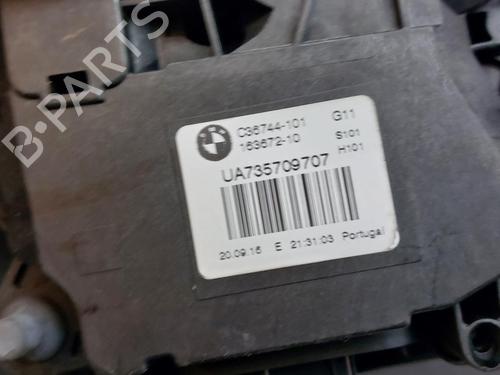 C36744-101 G11
163672-10 S101
H101
UA735709707
20.09.16 E 21:31:03 Portugal
B-PARTS